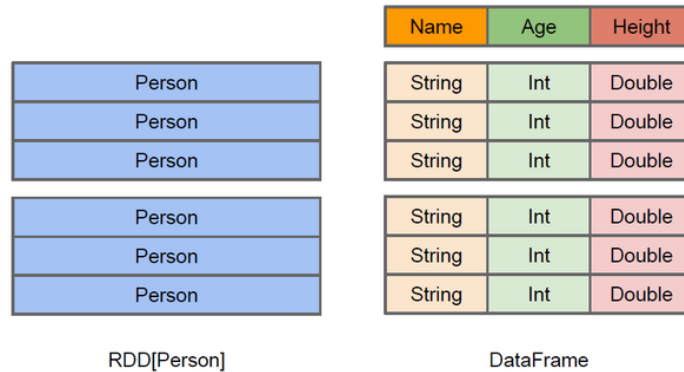 Name Age Height
Person String Int Double
Person String Int Double
Person String Int Double
Person String Int Double
Person String Int Double
Person String Int Double
RDD[Person] DataFrame